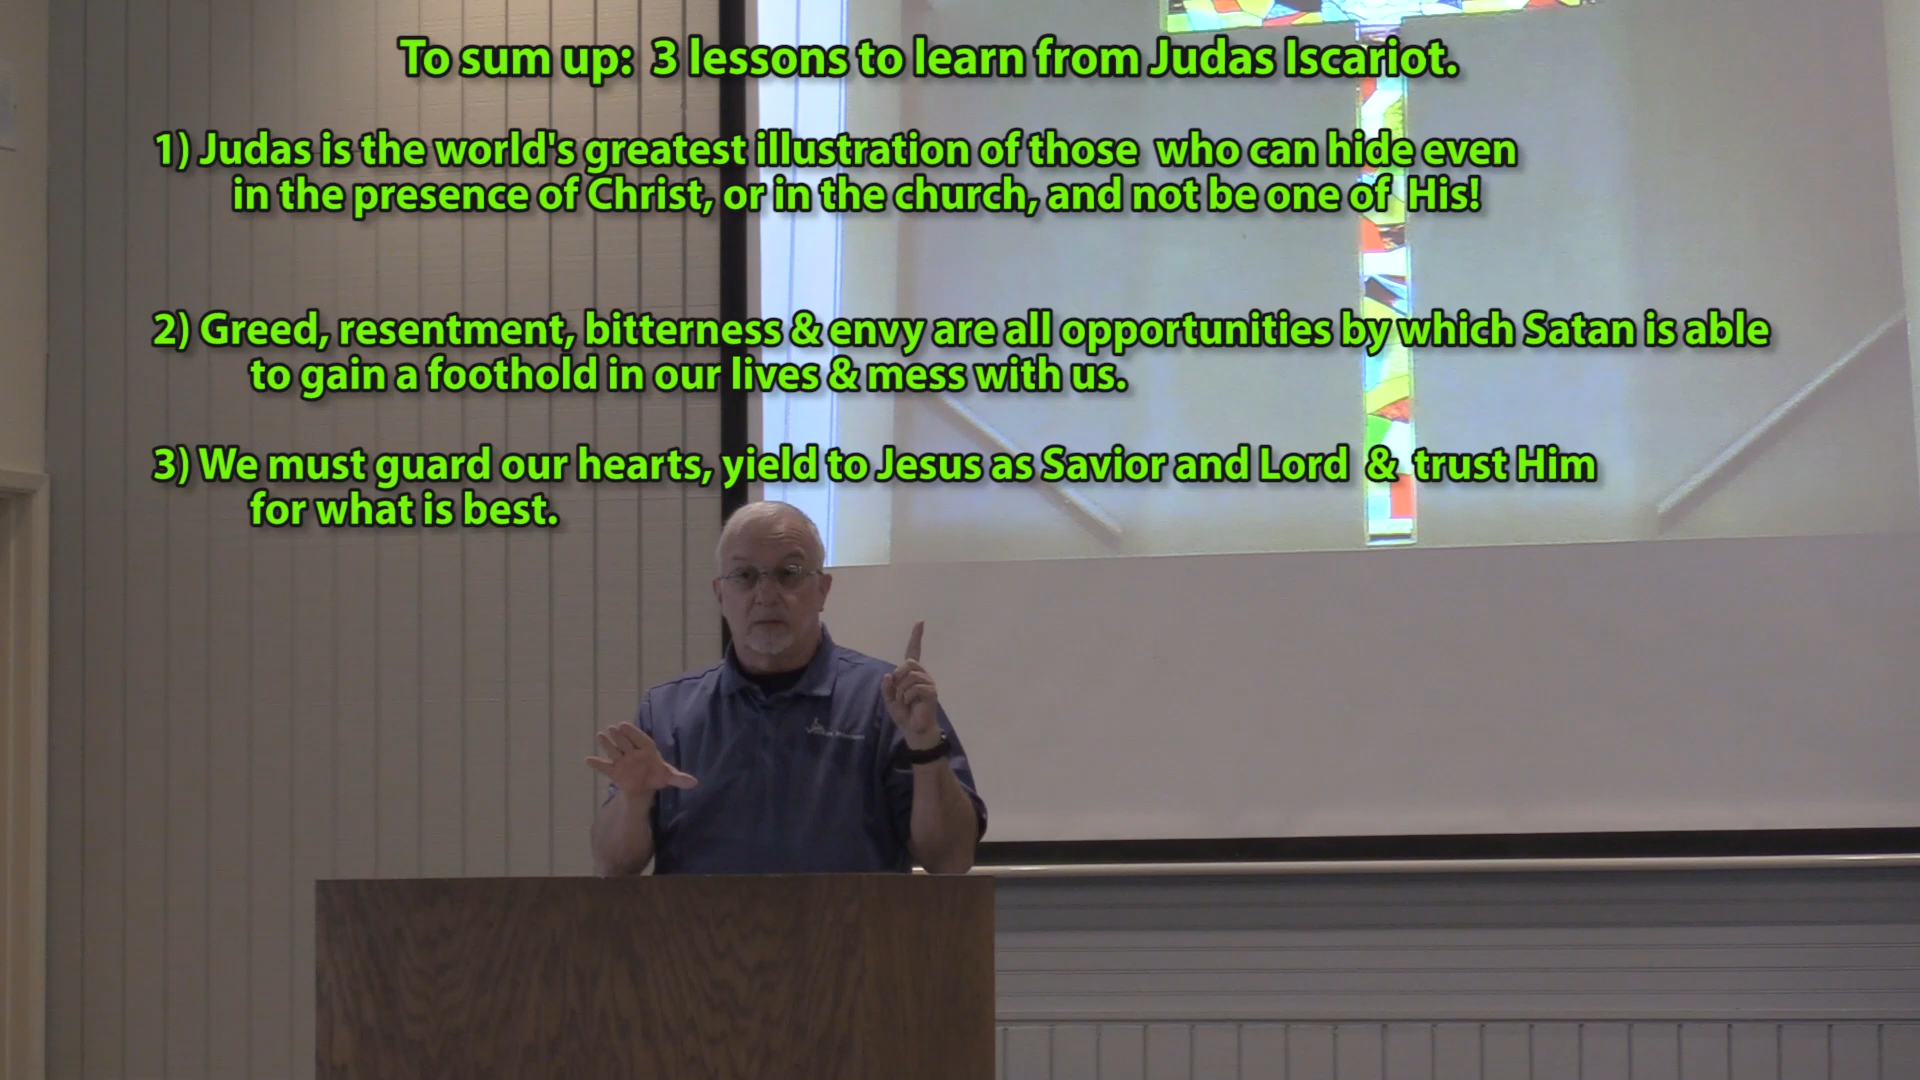 To sum up: 3 lessons to learn from Judas Iscariot.
1) Judas is the world's greatest illustration of those who can hide even
in the presence of Christ, or in the church, and not be one of His!
2) Greed, resentment, bitterness & envy are all opportunities by which Satan is able
to gain a foothold in our lives & mess with us.
3) We must guard our hearts, yield to Jesus as Savior and Lord & trust Him
for what is best.